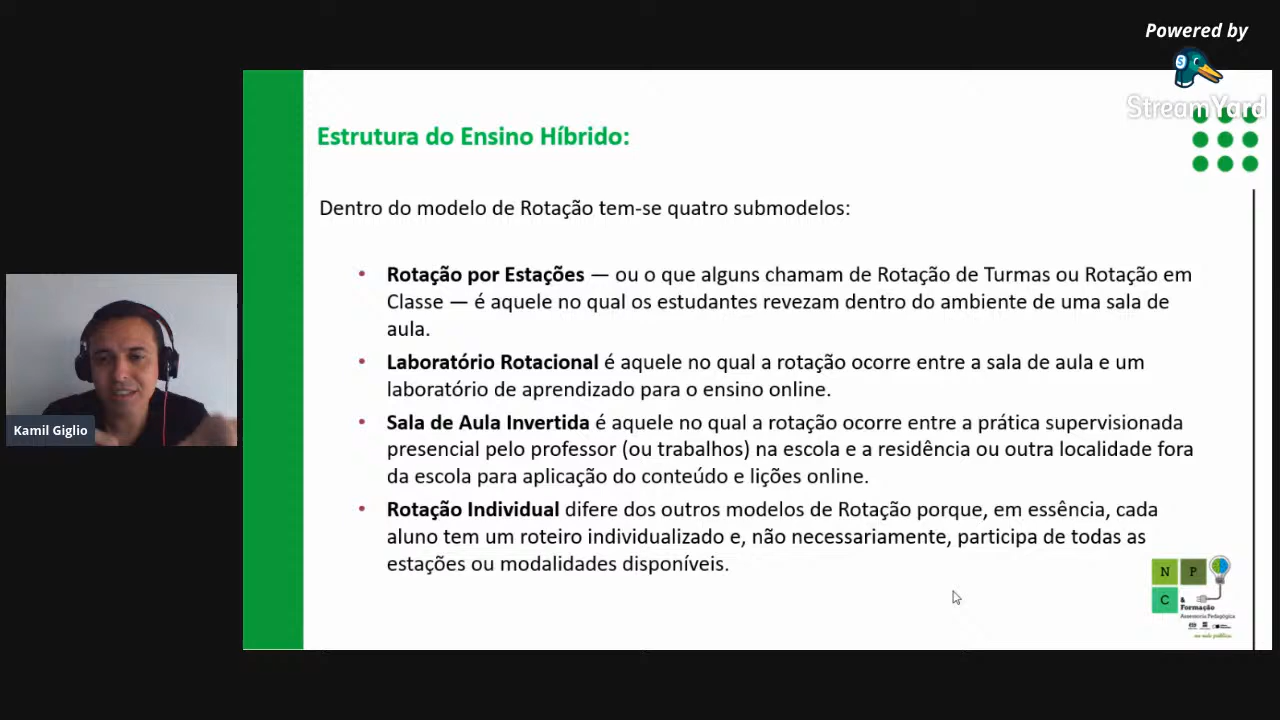 Powered by
StreamYard
Estrutura do Ensino Híbrido:
Dentro do modelo de Rotação tem-se quatro submodelos:
• Rotação por Estações — ou o que alguns chamam de Rotação de Turmas ou Rotação em
Classe — é aquele no qual os estudantes revezam dentro do ambiente de uma sala de
aula.
• Laboratório Rotacional é aquele no qual a rotação ocorre entre a sala de aula e um
laboratório de aprendizado para o ensino online.
• Sala de Aula Invertida é aquele no qual a rotação ocorre entre a prática supervisionada
presencial pelo professor (ou trabalhos) na escola e a residência ou outra localidade fora
da escola para aplicação do conteúdo e lições online.
• Rotação Individual difere dos outros modelos de Rotação porque, em essência, cada
aluno tem um roteiro individualizado e, não necessariamente, participa de todas as
estações ou modalidades disponíveis.
Kamil Giglio
N P
C &
Formação
Assessoria Pedagógica